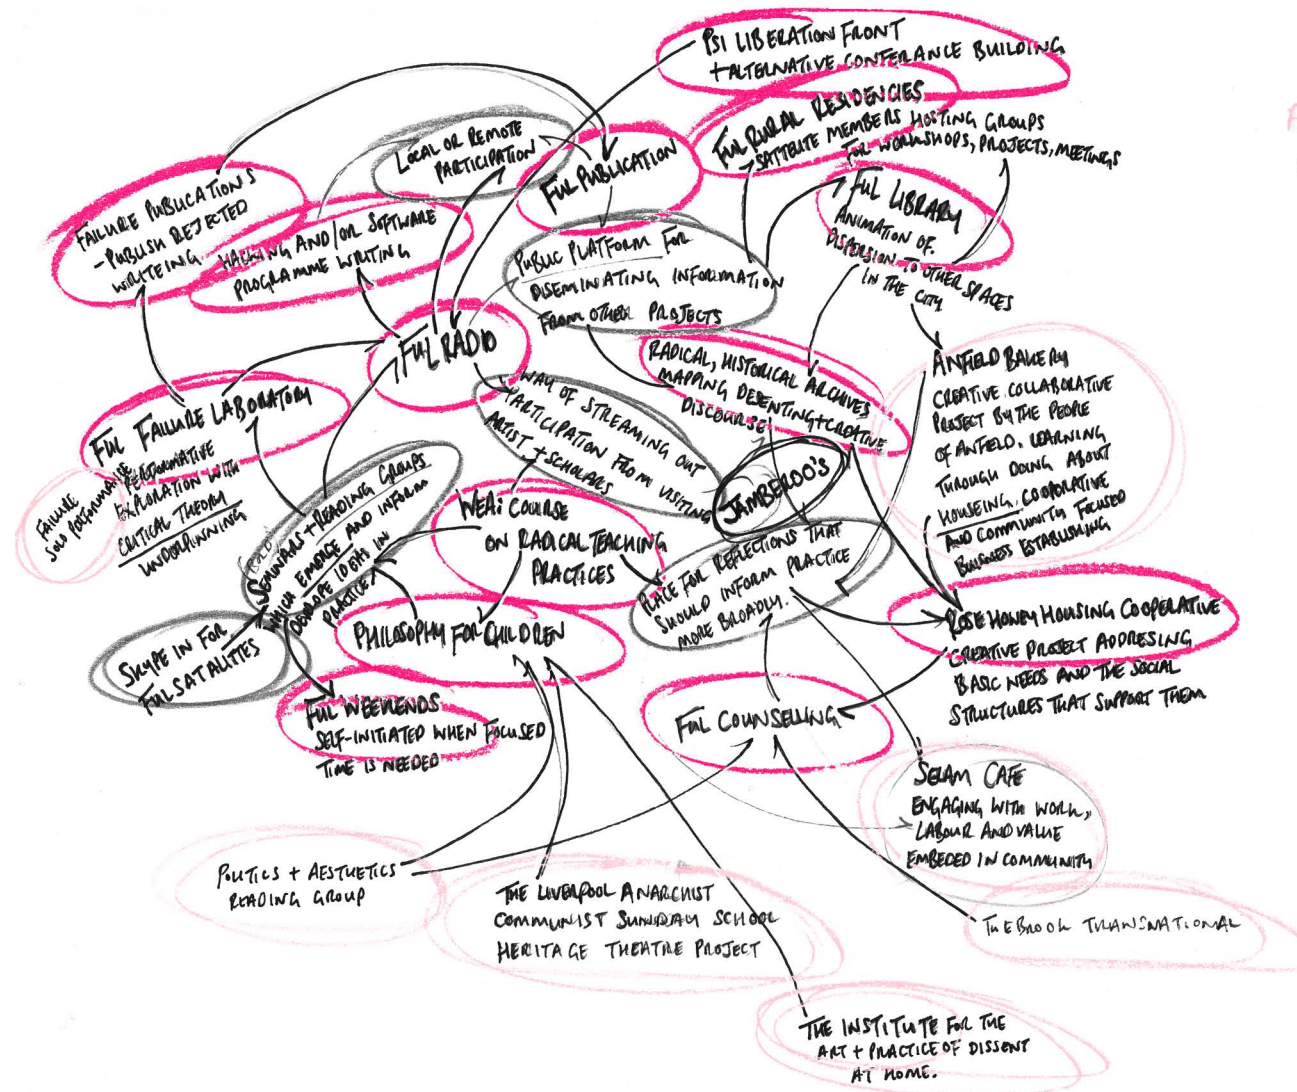 PSI LIBERATION FRONT
+ ALTERNATIVE CONFERANCE BUILDING
FUL RURAL RESIDENCIES
SATTELITE MEMBERS HOSTING GROUPS
FOR WORKSHOPS, PROJECTS, MEETINGS
LOCAL OR REMOTE
PARTICIPATION
FUL PUBLICATION
FUL LIBRARY
ANIMATION OF.
DISPERSION TO OTHER SPACES
IN THE CITY
FAILURE PUBLICATIONS
- PUBLISH REJECTED
WRITEING
HACKING AND/OR SOFTWARE
PROGRAMME WRITING
PUBLIC PLATFORM FOR
DISEMINATING INFORMATION
FROM OTHER PROJECTS
FUL RADIO
RADICAL, HISTORICAL ARCHIVES
MAPPING DESENTING + CREATIVE
DISCOURSE
ANFIELD BAKERY
CREATIVE COLLABORATIVE
PROJECT BY THE PEOPLE
OF ANFIELD. LEARNING
THROUGH DOING ABOUT
HOUSEING, COOPERATIVE
AND COMMUNITY FOCUSED
BUSINESS ESTABLISHING
FUL FAILURE LABORATORY
PERFORMATIVE
EXPLORATION WITH
CRITICAL THEORY
UNDERPINNING
FAILURE
SOLO PERFORMANCE
WAY OF STREAMING OUT
PARTICIPATION FROM VISITING
ARTIST + SCHOLARS
JAMBEROO'S
SEMINARS + READING GROUPS
WHICH EMERGE AND INFORM
DEVELOPE IDEAS IN
PRACTICE
WEA: COURSE
ON RADICAL TEACHING
PRACTICES
PLACE FOR REFLECTIONS THAT
SHOULD INFORM PRACTICE
MORE BROADLY.
SKYPE IN FOR
FUL SATALITIES
PHILOSOPHY FOR CHILDREN
ROSE HONEY HOUSING COOPERATIVE
CREATIVE PROJECT ADDRESING
BASIC NEEDS AND THE SOCIAL
STRUCTURES THAT SUPPORT THEM
FUL WEEKENDS
SELF-INITIATED WHEN FOCUSED
TIME IS NEEDED
FUL COUNSELLING
SELAM CAFE
ENGAGING WITH WORK,
LABOUR AND VALUE
EMBEDED IN COMMUNITY
POLITICS + AESTHETICS
READING GROUP
THE LIVERPOOL ANARCHIST
COMMUNIST SUNDAY SCHOOL
HERITAGE THEATRE PROJECT
THE BROOK TRANSNATIONAL
THE INSTITUTE FOR THE
ART + PRACTICE OF DISSENT
AT HOME.